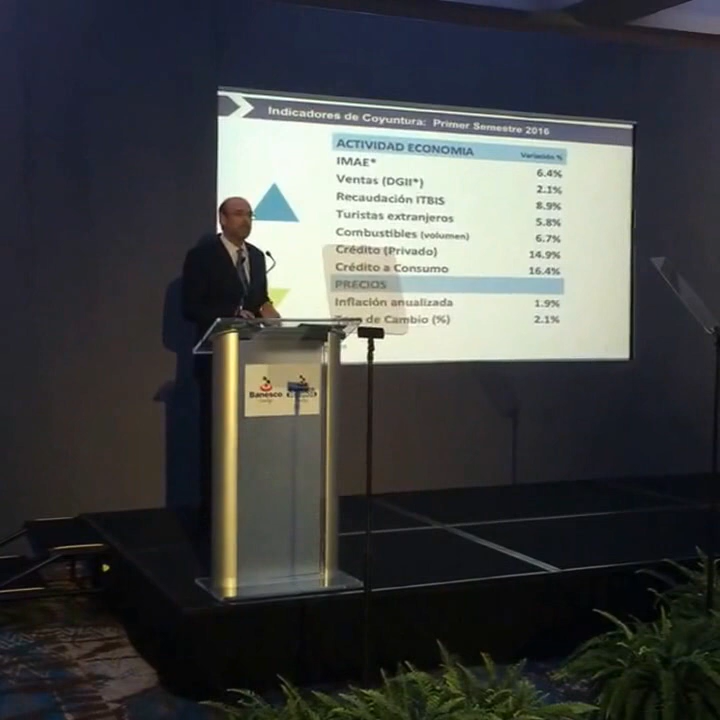 Indicadores de Coyuntura: Primer Semestre 2016
ACTIVIDAD ECONOMIA Variación %
IMAE* 6.4%
Ventas (DGII*) 2.1%
Recaudación ITBIS 8.9%
Turistas extranjeros 5.8%
Combustibles (volumen) 6.7%
Crédito (Privado) 14.9%
Crédito a Consumo 16.4%
PRECIOS
Inflación anualizada 1.9%
de Cambio (%) 2.1%
Banesco